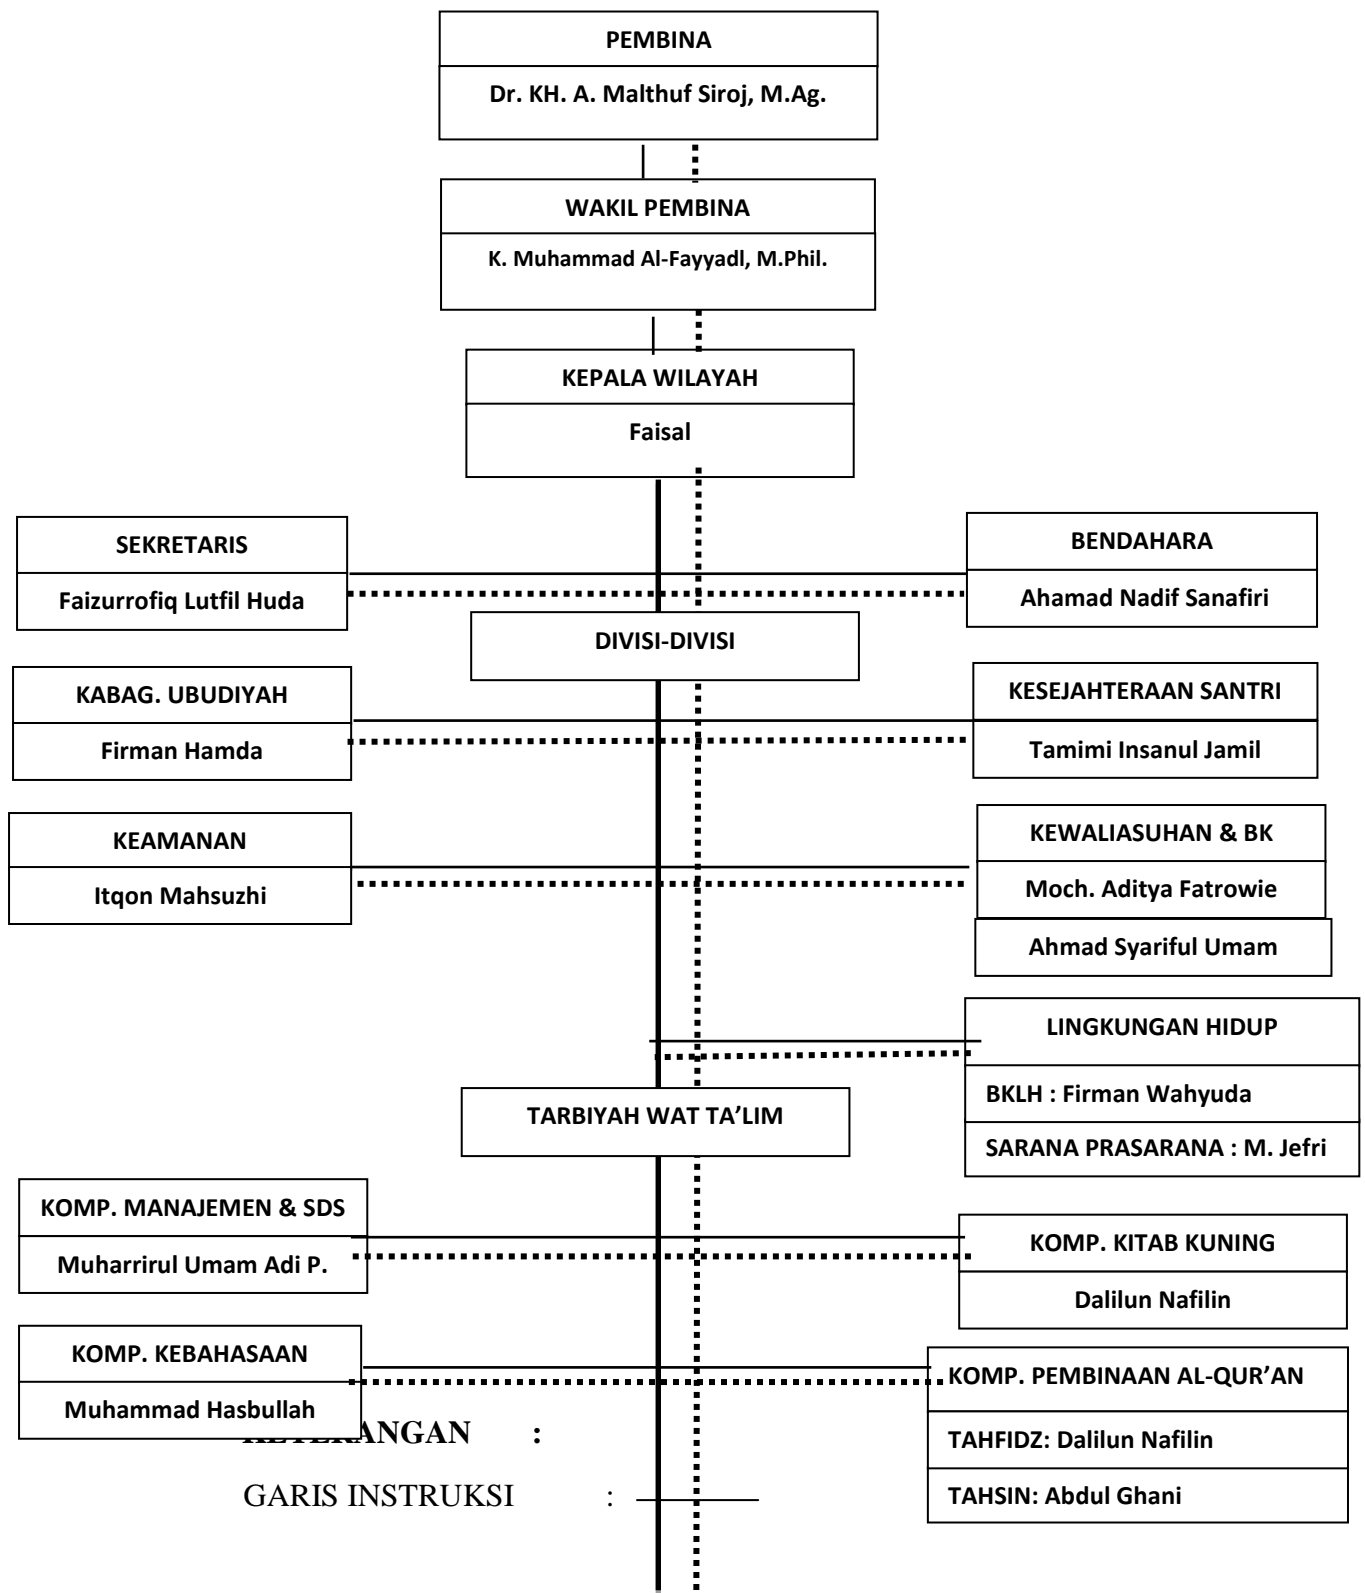 PEMBINA
Dr. KH. A. Malthuf Siroj, M.Ag.
WAKIL PEMBINA
K. Muhammad Al-Fayyadl, M.Phil.
KEPALA WILAYAH
Faisal
SEKRETARIS
Faizurrofiq Lutfil Huda
BENDAHARA
Ahamad Nadif Sanafiri
DIVISI-DIVISI
KABAG. UBUDIYAH
Firman Hamda
KESEJAHTERAAN SANTRI
Tamimi Insanul Jamil
KEAMANAN
Itqon Mahsuzhi
KEWALIASUHAN & BK
Moch. Aditya Fatrowie
Ahmad Syariful Umam
LINGKUNGAN HIDUP
BKLH : Firman Wahyuda
SARANA PRASARANA : M. Jefri
TARBIYAH WAT TA’LIM
KOMP. MANAJEMEN & SDS
Muharrirul Umam Adi P.
KOMP. KITAB KUNING
Dalilun Nafilin
KOMP. KEBAHASAAN
Muhammad Hasbullah
KOMP. PEMBINAAN AL-QUR’AN
TAHFIDZ: Dalilun Nafilin
TAHSIN: Abdul Ghani
KETERANGAN :
GARIS INSTRUKSI :